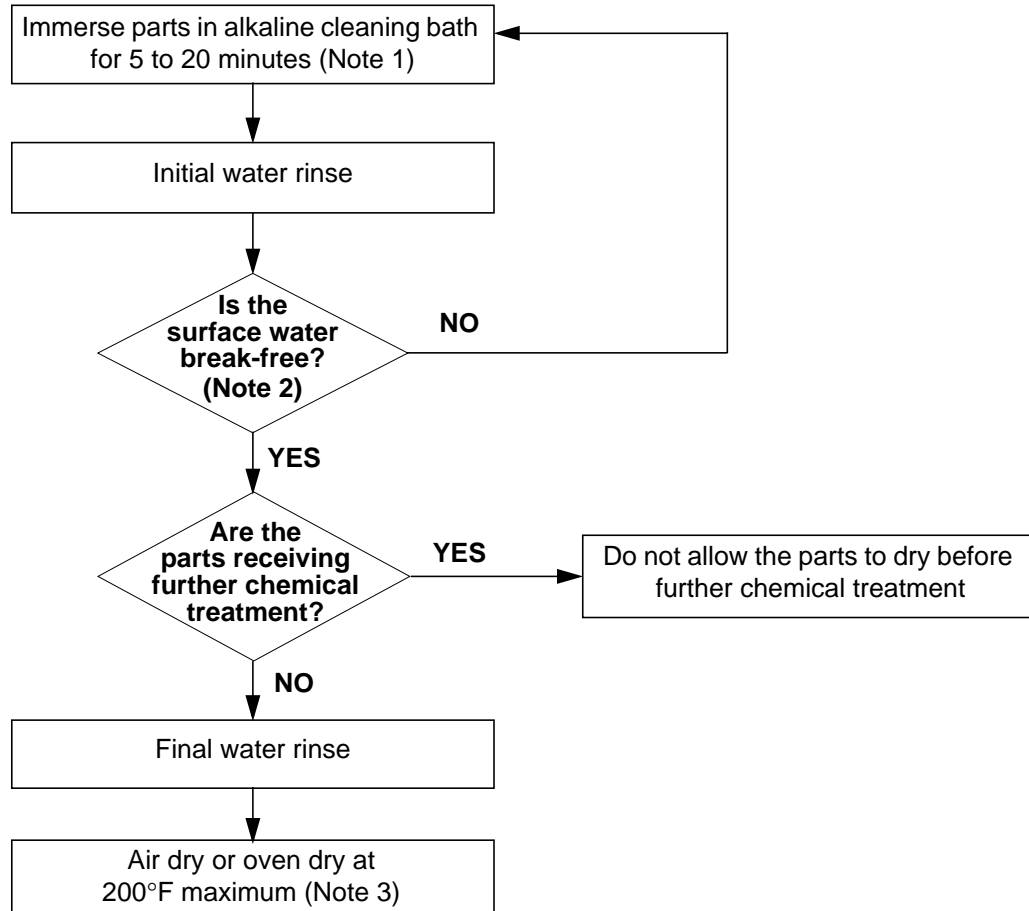 Immerse parts in alkaline cleaning bath
for 5 to 20 minutes (Note 1)
Initial water rinse
Is the
surface water
break-free?
(Note 2)
NO
YES
Are the
parts receiving
further chemical
treatment?
YES
Do not allow the parts to dry before
further chemical treatment
NO
Final water rinse
Air dry or oven dry at
200°F maximum (Note 3)